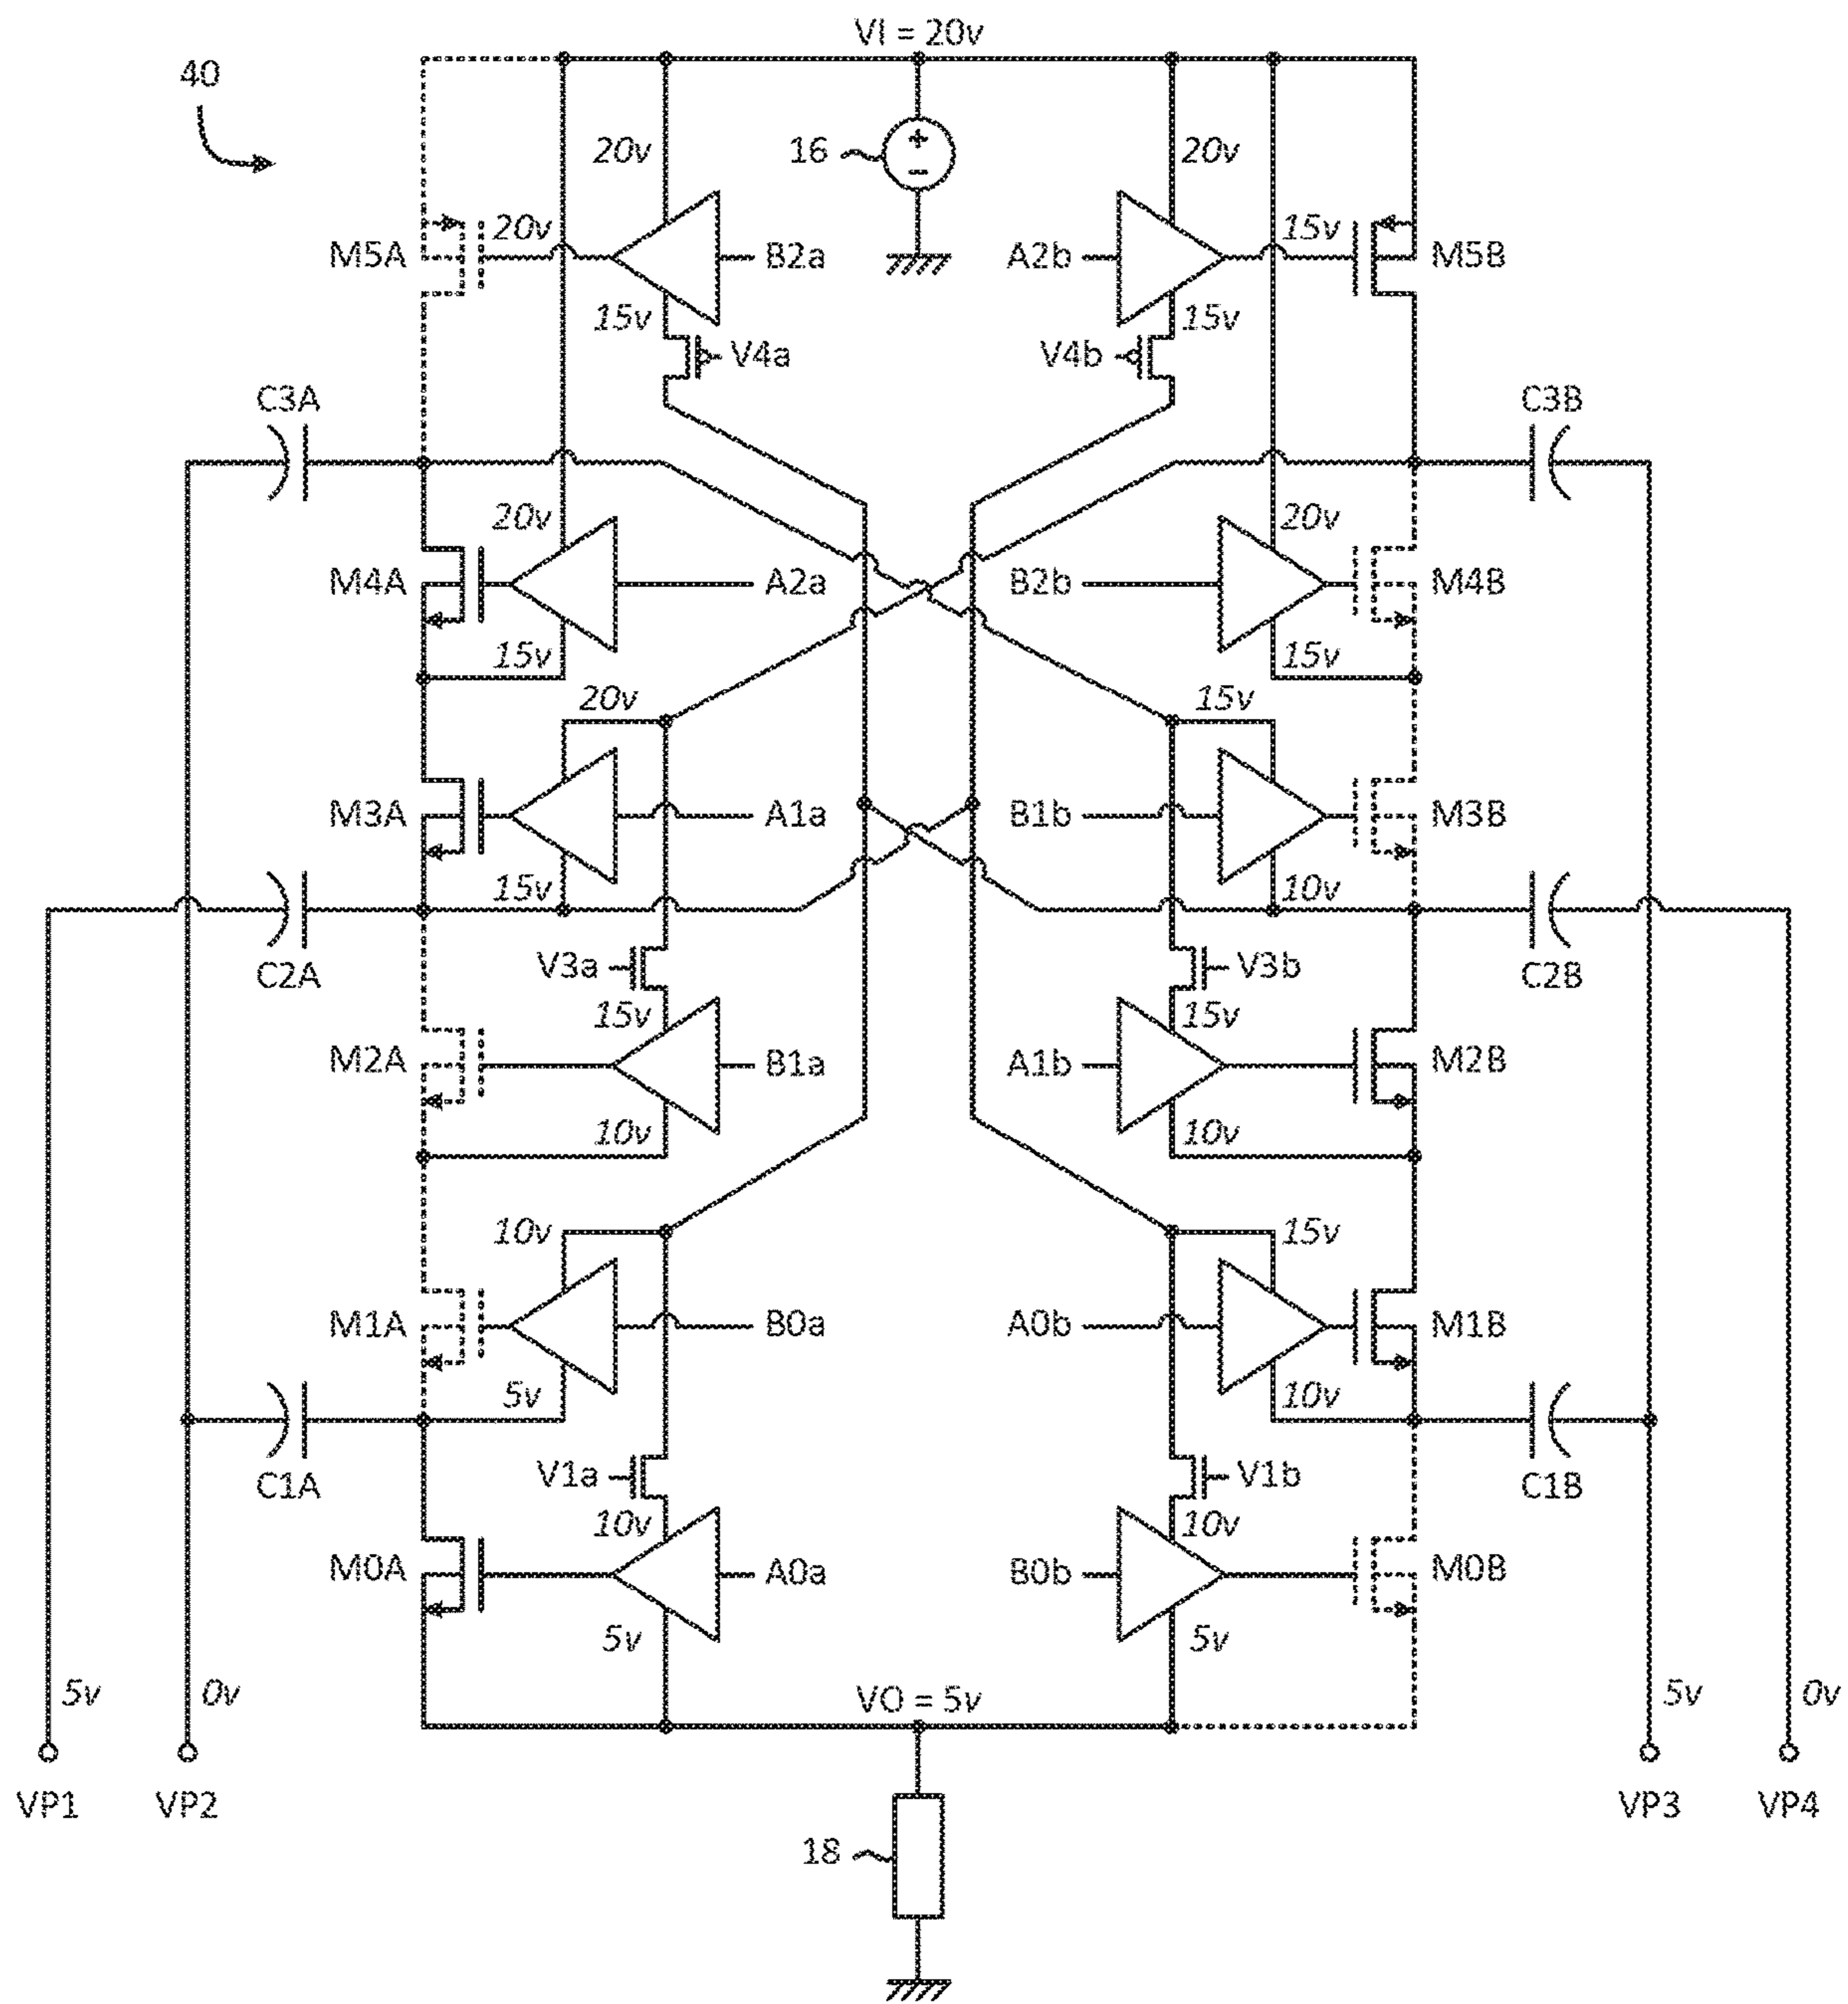 VI = 20v
40
16
20v
20v
M5A
20v
B2a
A2b
15v
M5B
15v
15v
V4a
V4b
C3A
C3B
20v
20v
M4A
A2a
B2b
M4B
15v
15v
20v
15v
M3A
A1a
B1b
M3B
15v
10v
C2A
V3a
V3b
C2B
15v
15v
M2A
B1a
A1b
M2B
10v
10v
10v
15v
M1A
B0a
A0b
M1B
5v
10v
C1A
V1a
V1b
C1B
10v
10v
M0A
A0a
B0b
M0B
5v
5v
5v
0v
VO = 5v
5v
0v
VP1
VP2
VP3
VP4
18